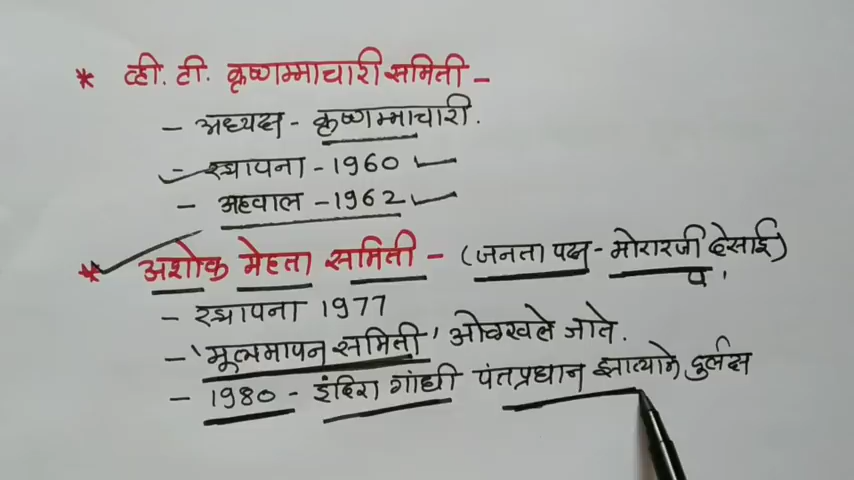 * व्ही. टी. कृष्णम्माचारी समिती -
- अध्यक्ष - कृष्णम्माचारी.
- स्थापना - 1960
- अहवाल - 1962
* अशोक मेहता समिती - (जनता पक्ष - मोरारजी देसाई)
प.
- स्थापना 1977
- 'मूल्यमापन समिती' ओळखले जाते.
- 1980 - इंदिरा गांधी पंतप्रधान झाल्याने दुर्लक्ष